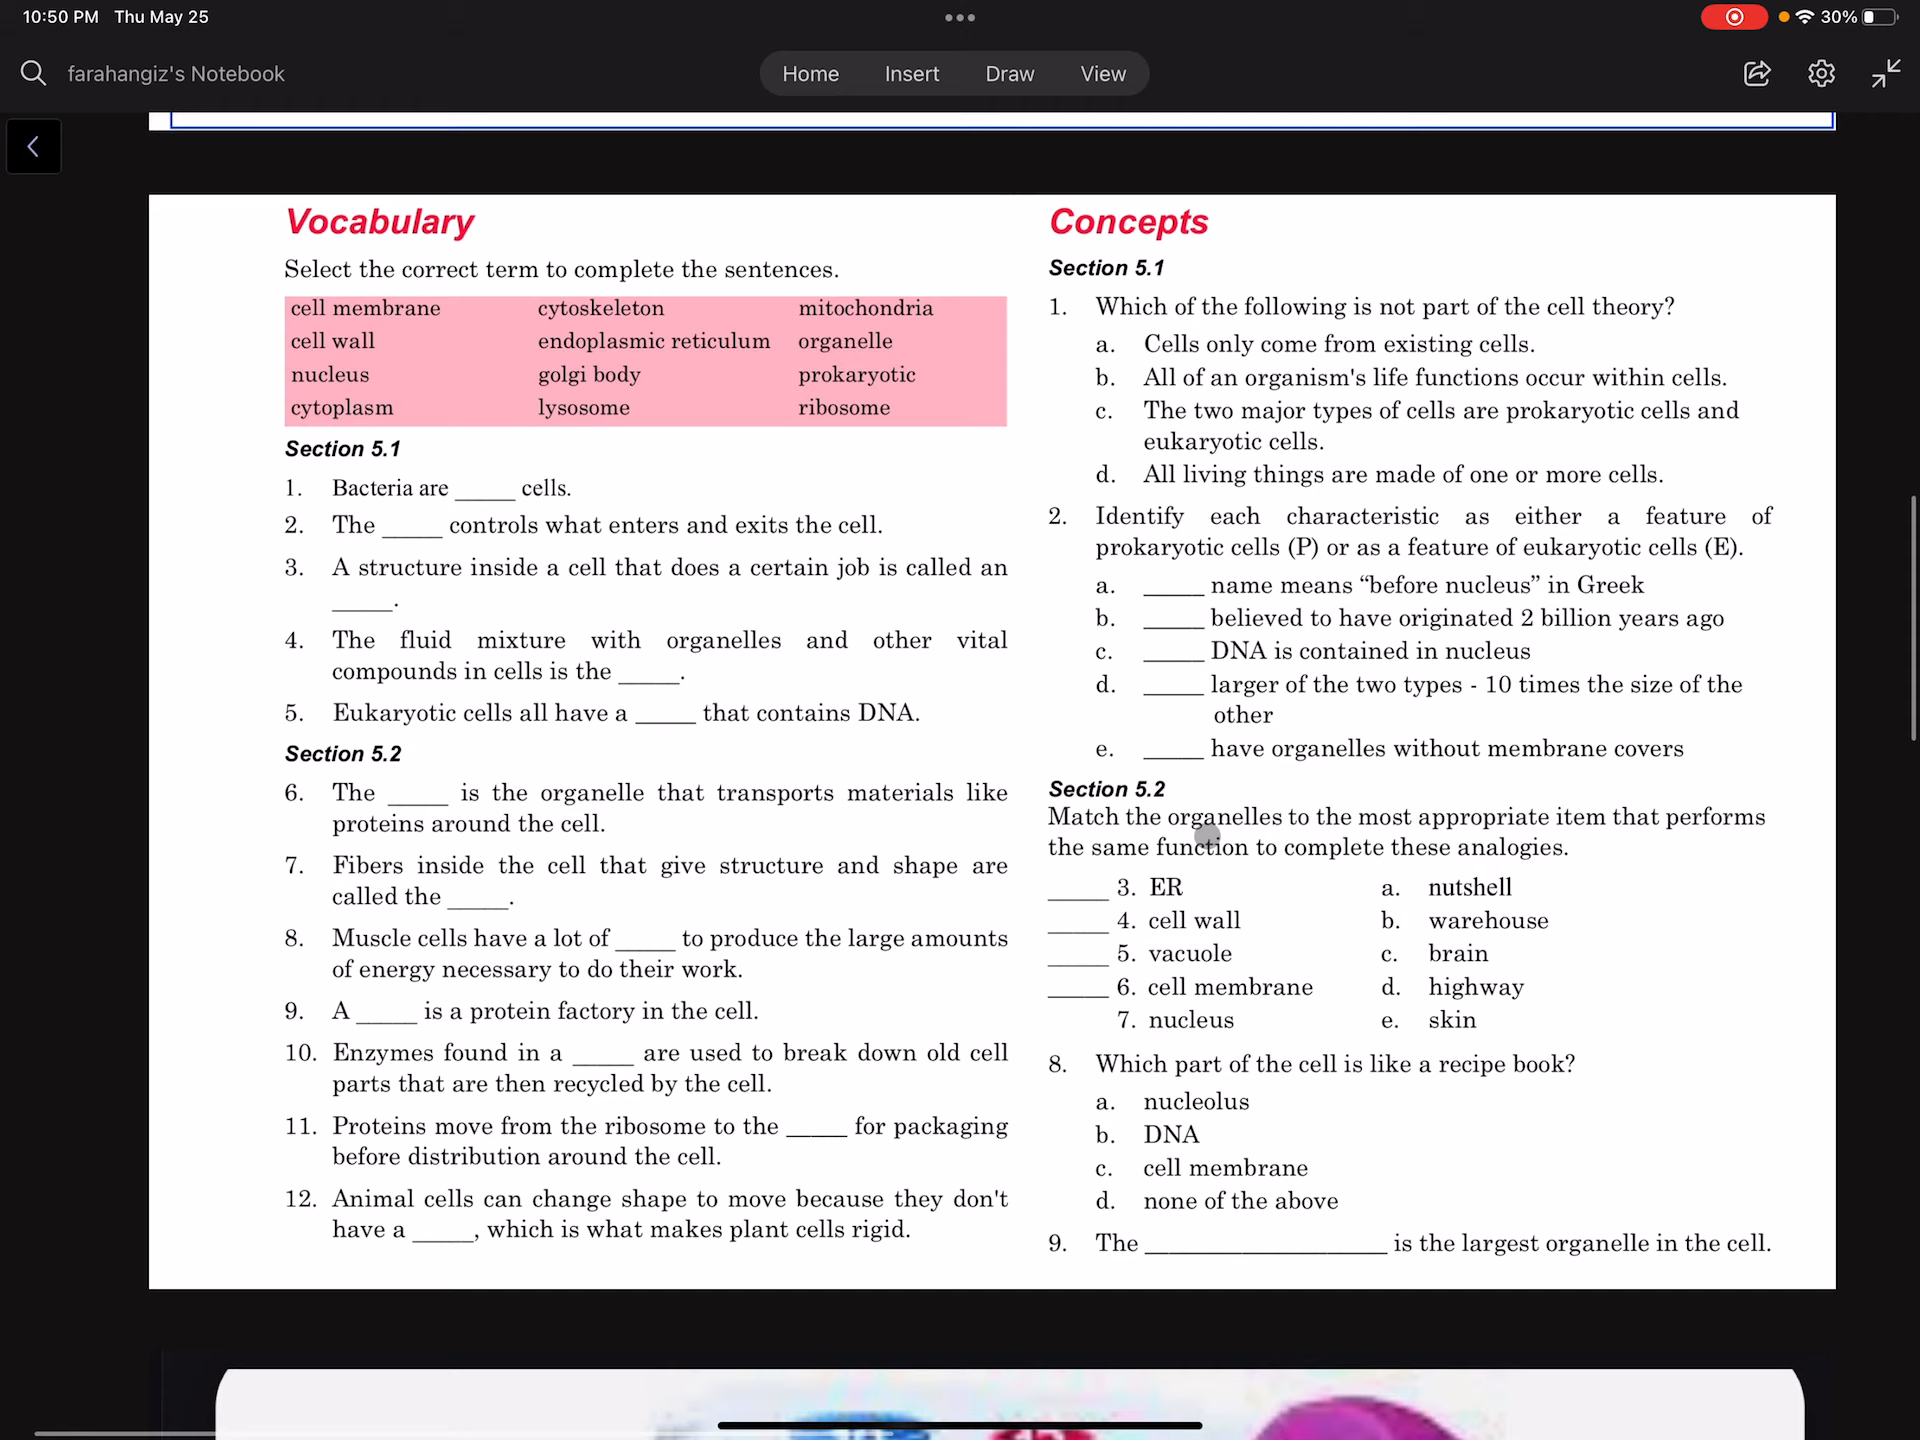 10:50 PM Thu May 25
30%
farahangiz's Notebook
Home Insert Draw View
Vocabulary
Select the correct term to complete the sentences.
cell membrane cytoskeleton mitochondria
cell wall endoplasmic reticulum organelle
nucleus golgi body prokaryotic
cytoplasm lysosome ribosome
Section 5.1
1. Bacteria are _____ cells.
2. The _____ controls what enters and exits the cell.
3. A structure inside a cell that does a certain job is called an
_____.
4. The fluid mixture with organelles and other vital
compounds in cells is the _____.
5. Eukaryotic cells all have a _____ that contains DNA.
Section 5.2
6. The _____ is the organelle that transports materials like
proteins around the cell.
7. Fibers inside the cell that give structure and shape are
called the _____.
8. Muscle cells have a lot of _____ to produce the large amounts
of energy necessary to do their work.
9. A _____ is a protein factory in the cell.
10. Enzymes found in a _____ are used to break down old cell
parts that are then recycled by the cell.
11. Proteins move from the ribosome to the _____ for packaging
before distribution around the cell.
12. Animal cells can change shape to move because they don't
have a _____, which is what makes plant cells rigid.
Concepts
Section 5.1
1. Which of the following is not part of the cell theory?
a. Cells only come from existing cells.
b. All of an organism's life functions occur within cells.
c. The two major types of cells are prokaryotic cells and
eukaryotic cells.
d. All living things are made of one or more cells.
2. Identify each characteristic as either a feature of
prokaryotic cells (P) or as a feature of eukaryotic cells (E).
a. _____ name means “before nucleus” in Greek
b. _____ believed to have originated 2 billion years ago
c. _____ DNA is contained in nucleus
d. _____ larger of the two types - 10 times the size of the
other
e. _____ have organelles without membrane covers
Section 5.2
Match the organelles to the most appropriate item that performs
the same function to complete these analogies.
_____ 3. ER a. nutshell
_____ 4. cell wall b. warehouse
_____ 5. vacuole c. brain
_____ 6. cell membrane d. highway
7. nucleus e. skin
8. Which part of the cell is like a recipe book?
a. nucleolus
b. DNA
c. cell membrane
d. none of the above
9. The ____________________ is the largest organelle in the cell.